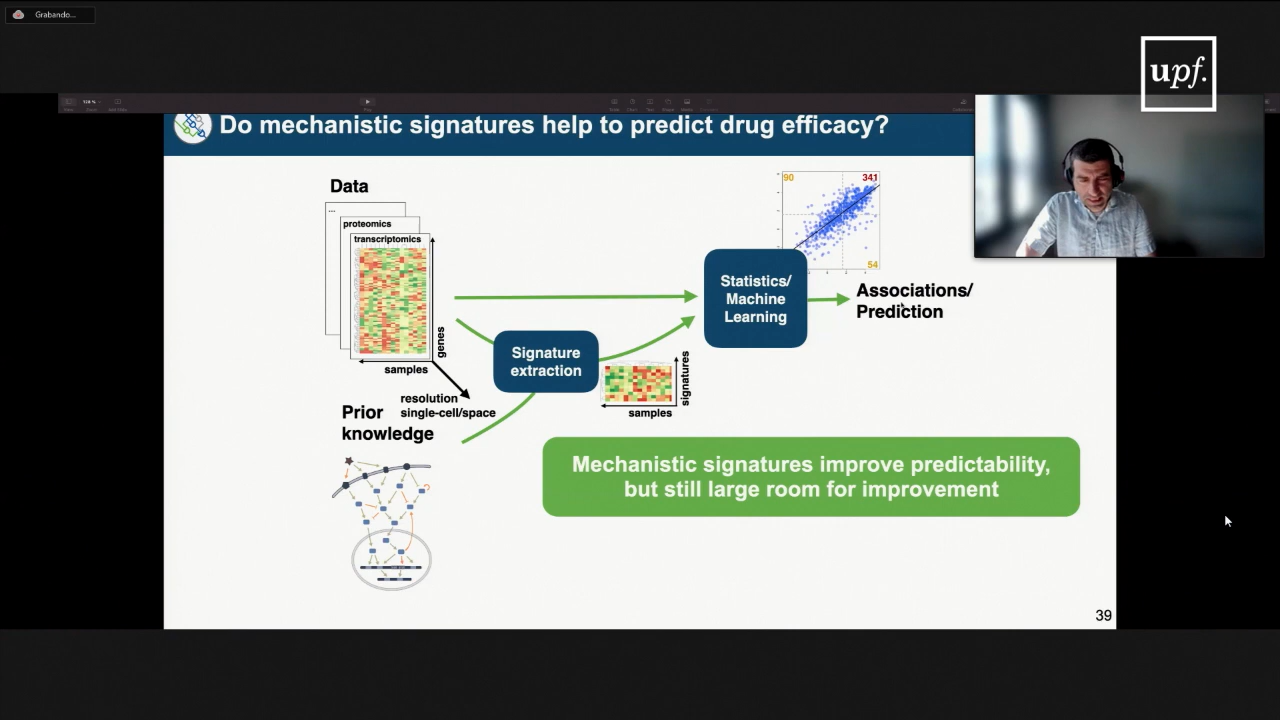 Grabando...
upf.
Do mechanistic signatures help to predict drug efficacy?
Data
...
proteomics
transcriptomics
genes
samples
resolution
single-cell/space
Prior
knowledge
Signature
extraction
signatures
samples
Statistics/
Machine
Learning
90
341
54
Associations/
Prediction
Mechanistic signatures improve predictability,
but still large room for improvement
39